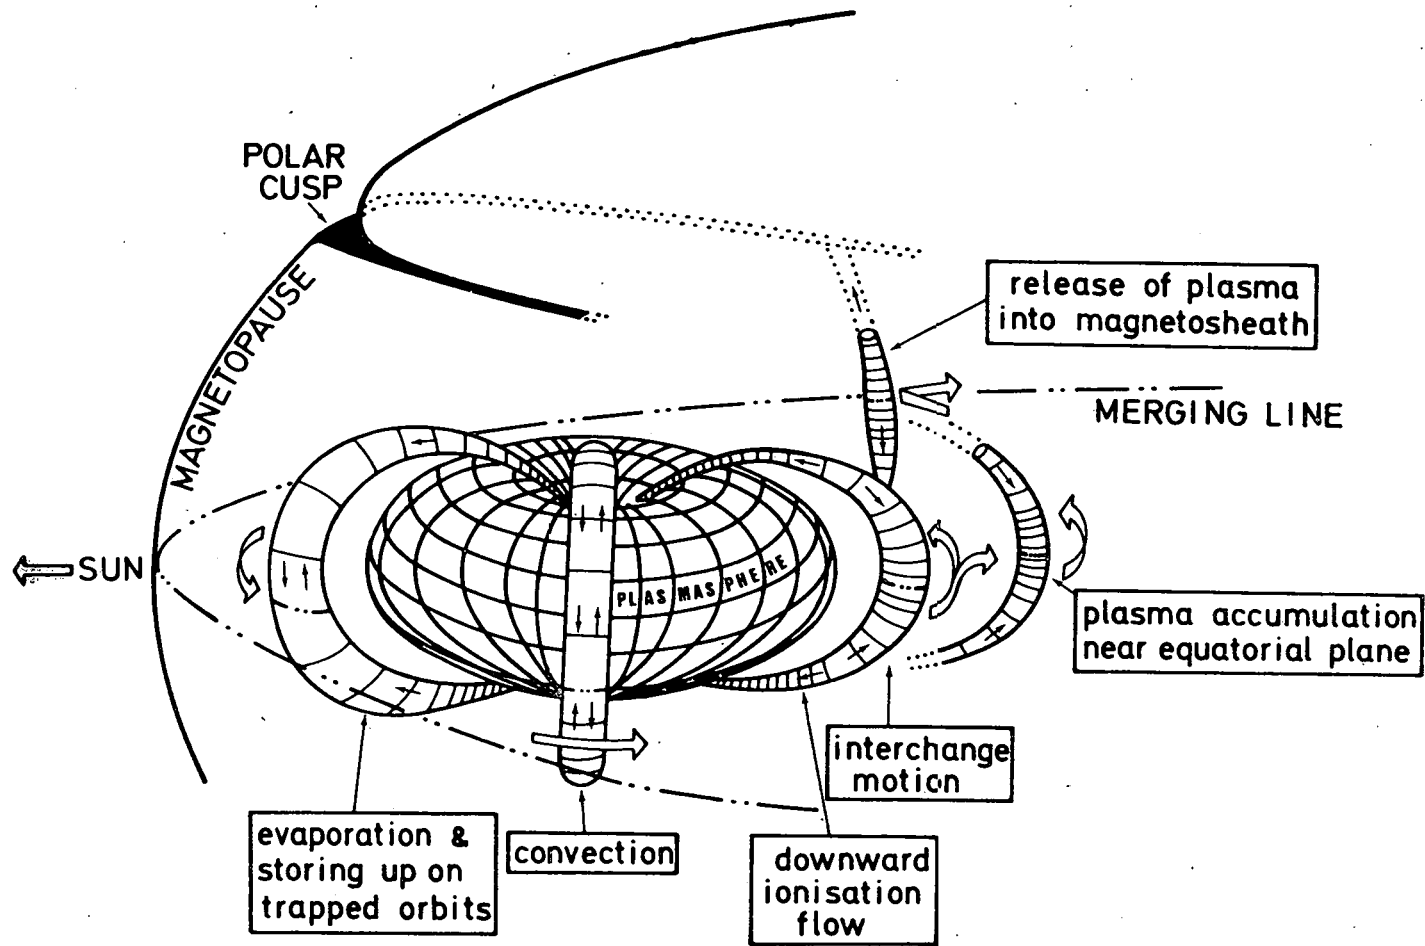 POLAR
CUSP
MAGNETOPAUSE
release of plasma
into magnetosheath
MERGING LINE
SUN
PLASMASPHERE
plasma accumulation
near equatorial plane
interchange
motion
evaporation &
storing up on
trapped orbits
convection
downward
ionisation
flow